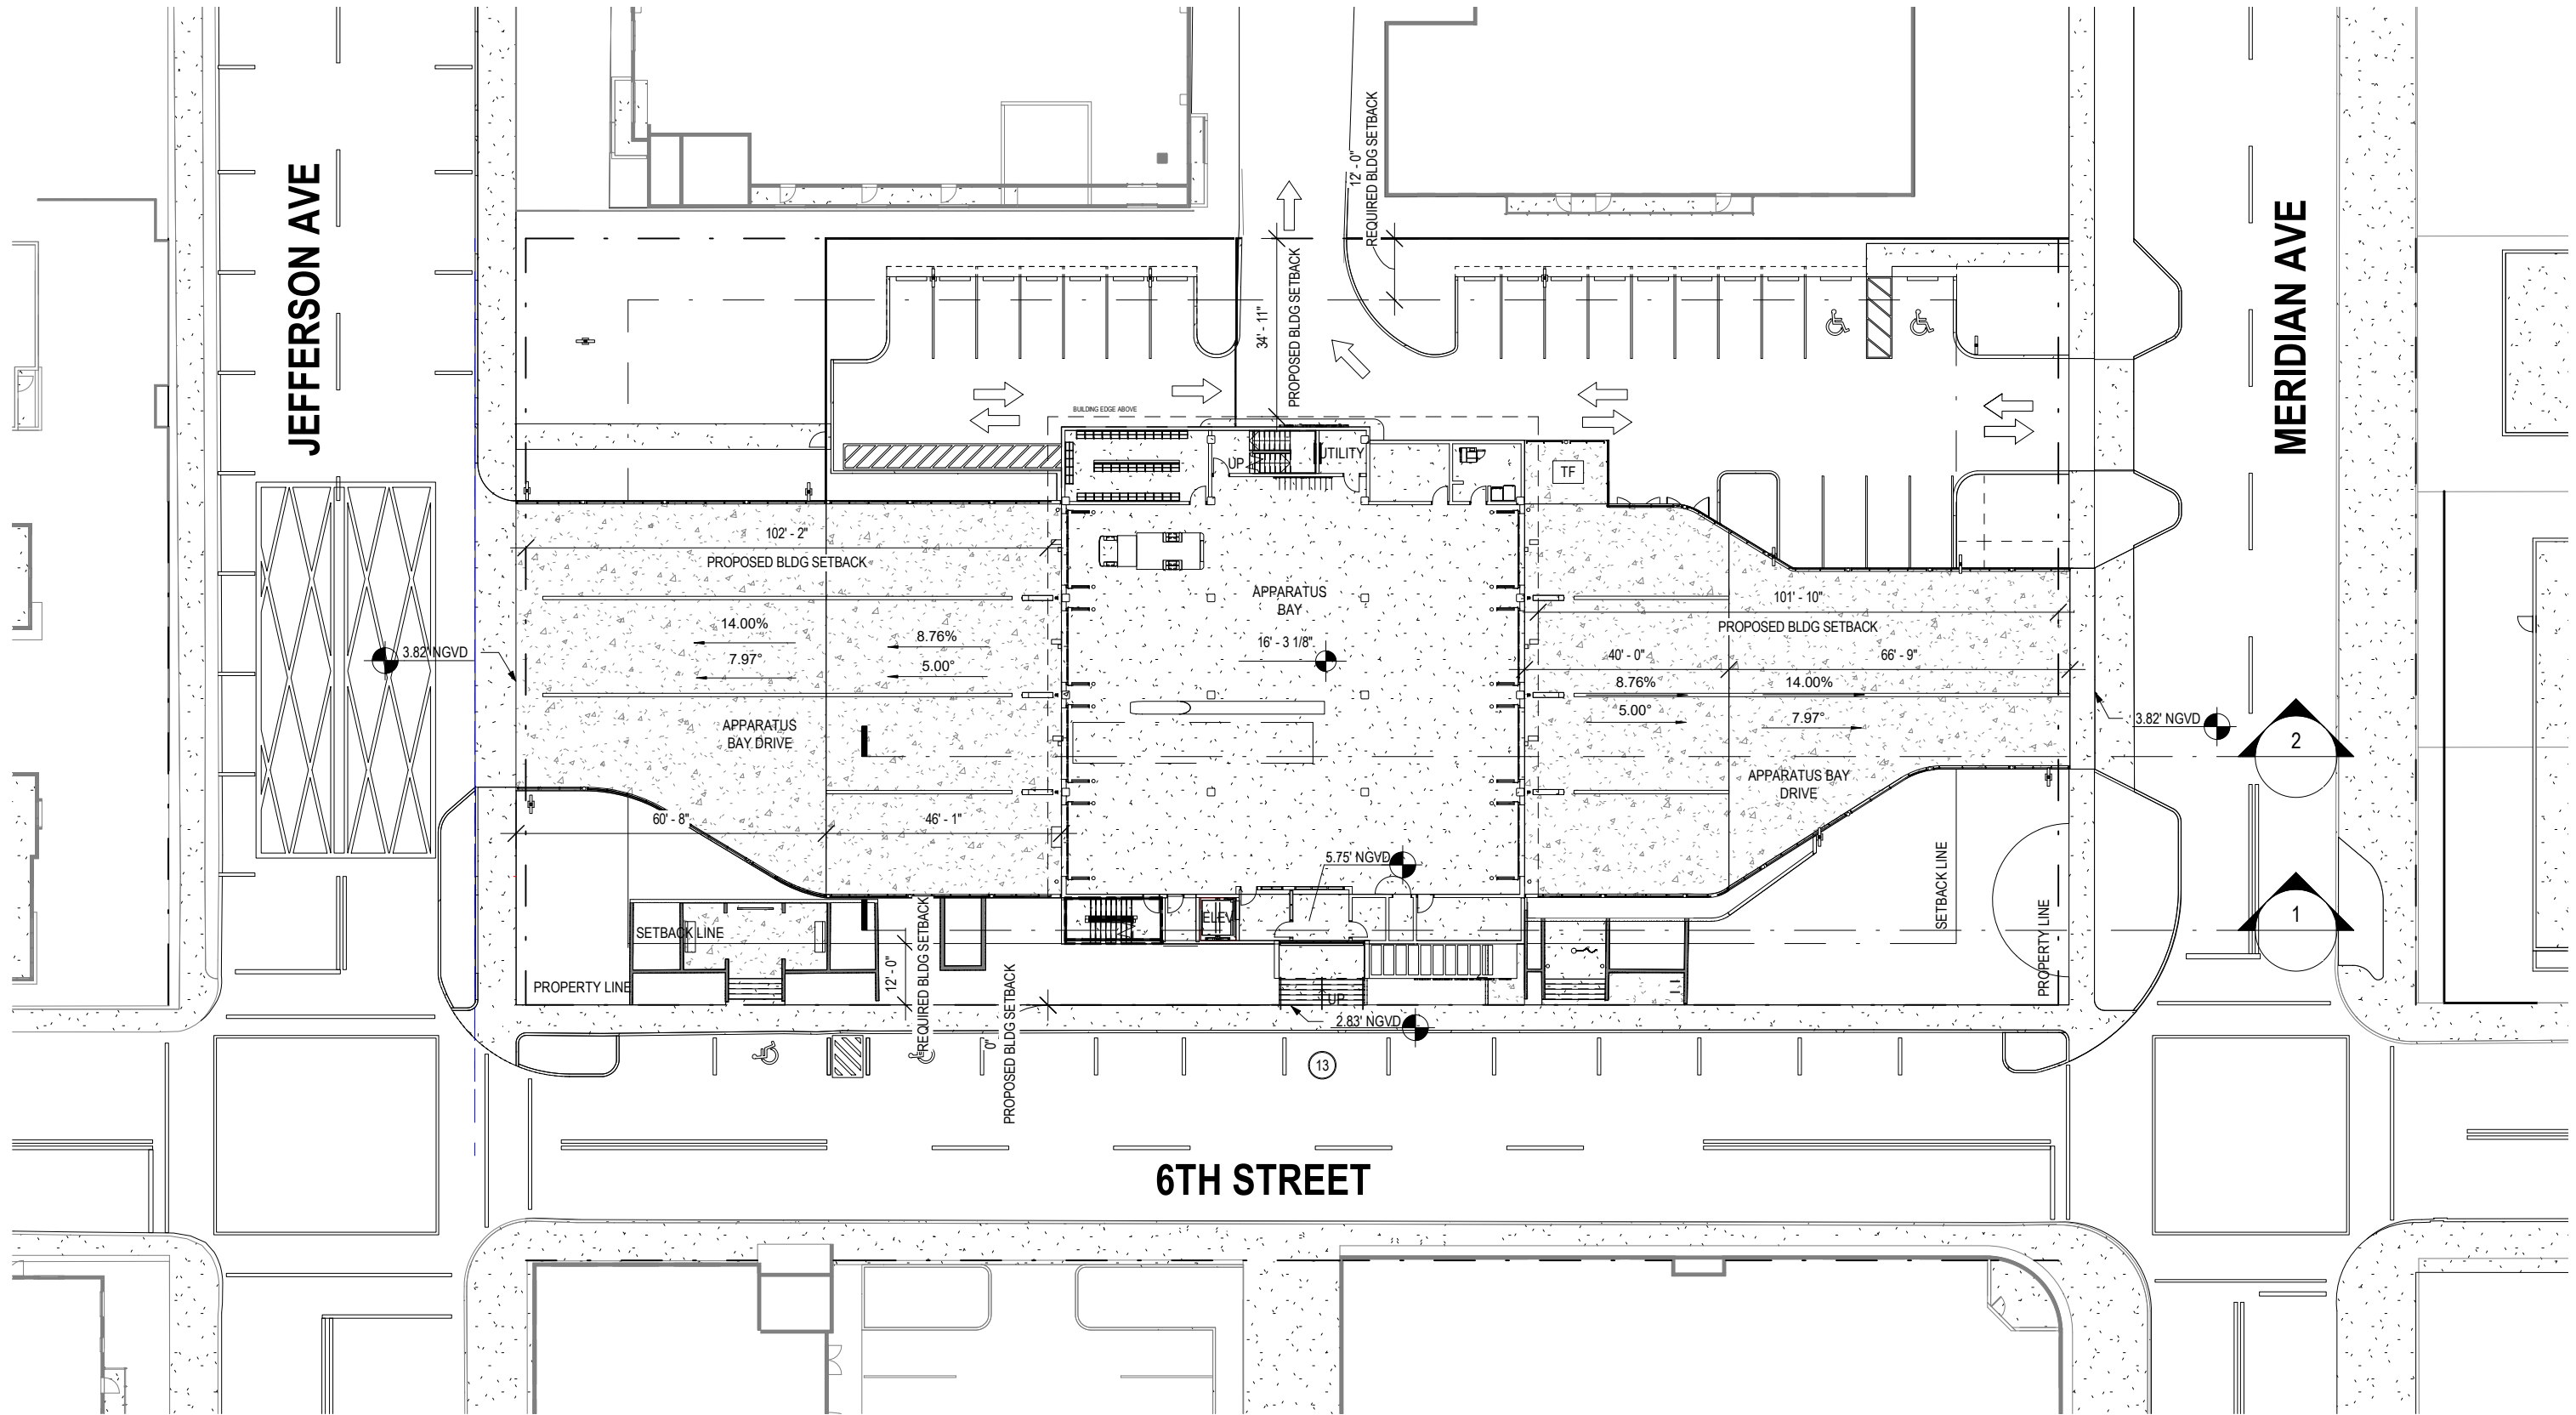 JEFFERSON AVE
MERIDIAN AVE
12' - 0"
REQUIRED BLDG SETBACK
34' - 11"
PROPOSED BLDG SETBACK
BUILDING EDGE ABOVE
UP
UTILITY
TF
102' - 2"
PROPOSED BLDG SETBACK
APPARATUS
BAY
16' - 3 1/8"
101' - 10"
PROPOSED BLDG SETBACK
14.00%
7.97°
8.76%
5.00°
3.82' NGVD
40' - 0"
66' - 9"
8.76%
5.00°
14.00%
7.97°
3.82' NGVD
2
APPARATUS
BAY DRIVE
APPARATUS BAY
DRIVE
60' - 8"
46' - 1"
5.75' NGVD
ELEV
SETBACK LINE
PROPERTY LINE
12' - 0"
REQUIRED BLDG SETBACK
0"
PROPOSED BLDG SETBACK
UP
2.83' NGVD
SETBACK LINE
PROPERTY LINE
1
13
6TH STREET